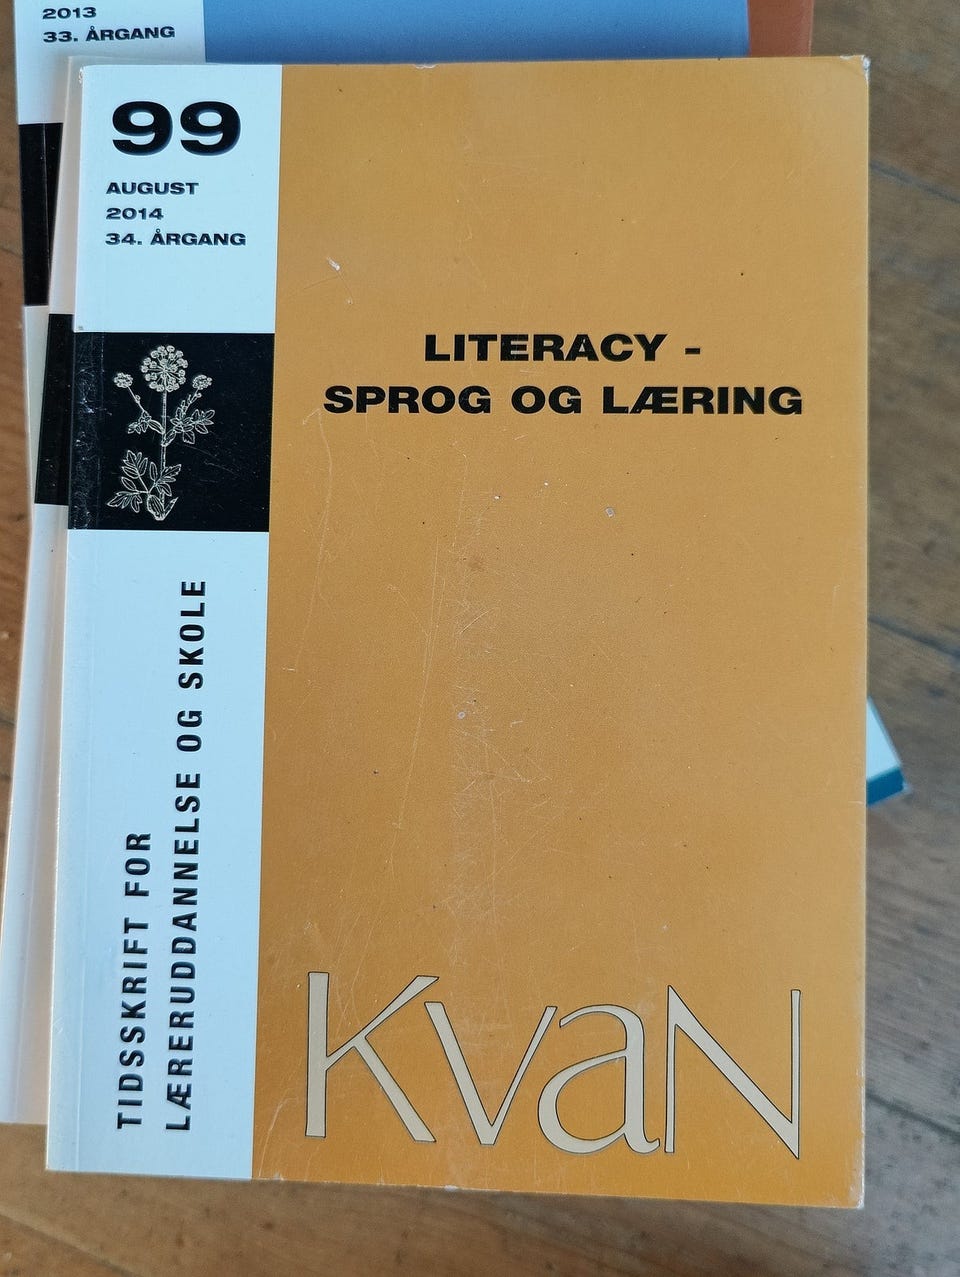 2013
33. ÅRGANG
99
AUGUST
2014
34. ÅRGANG
LITERACY -
SPROG OG LÆRING
TIDSSKRIFT FOR
LÆRERUDDANNELSE OG SKOLE
KvaN